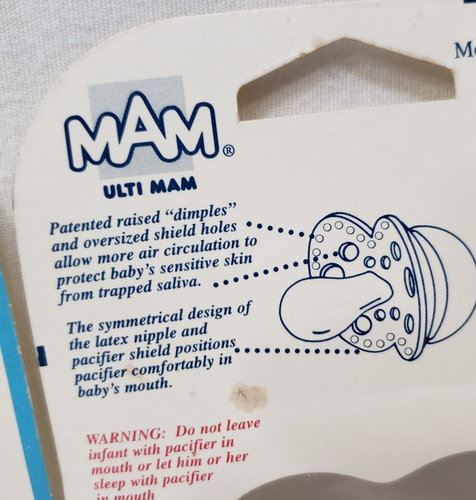 MAM®
ULTI MAM
Patented raised "dimples"
and oversized shield holes
allow more air circulation to
protect baby's sensitive skin
from trapped saliva.
The symmetrical design of
the latex nipple and
pacifier shield positions
pacifier comfortably in
baby's mouth.
WARNING: Do not leave
infant with pacifier in
mouth or let him or her
sleep with pacifier
in mouth